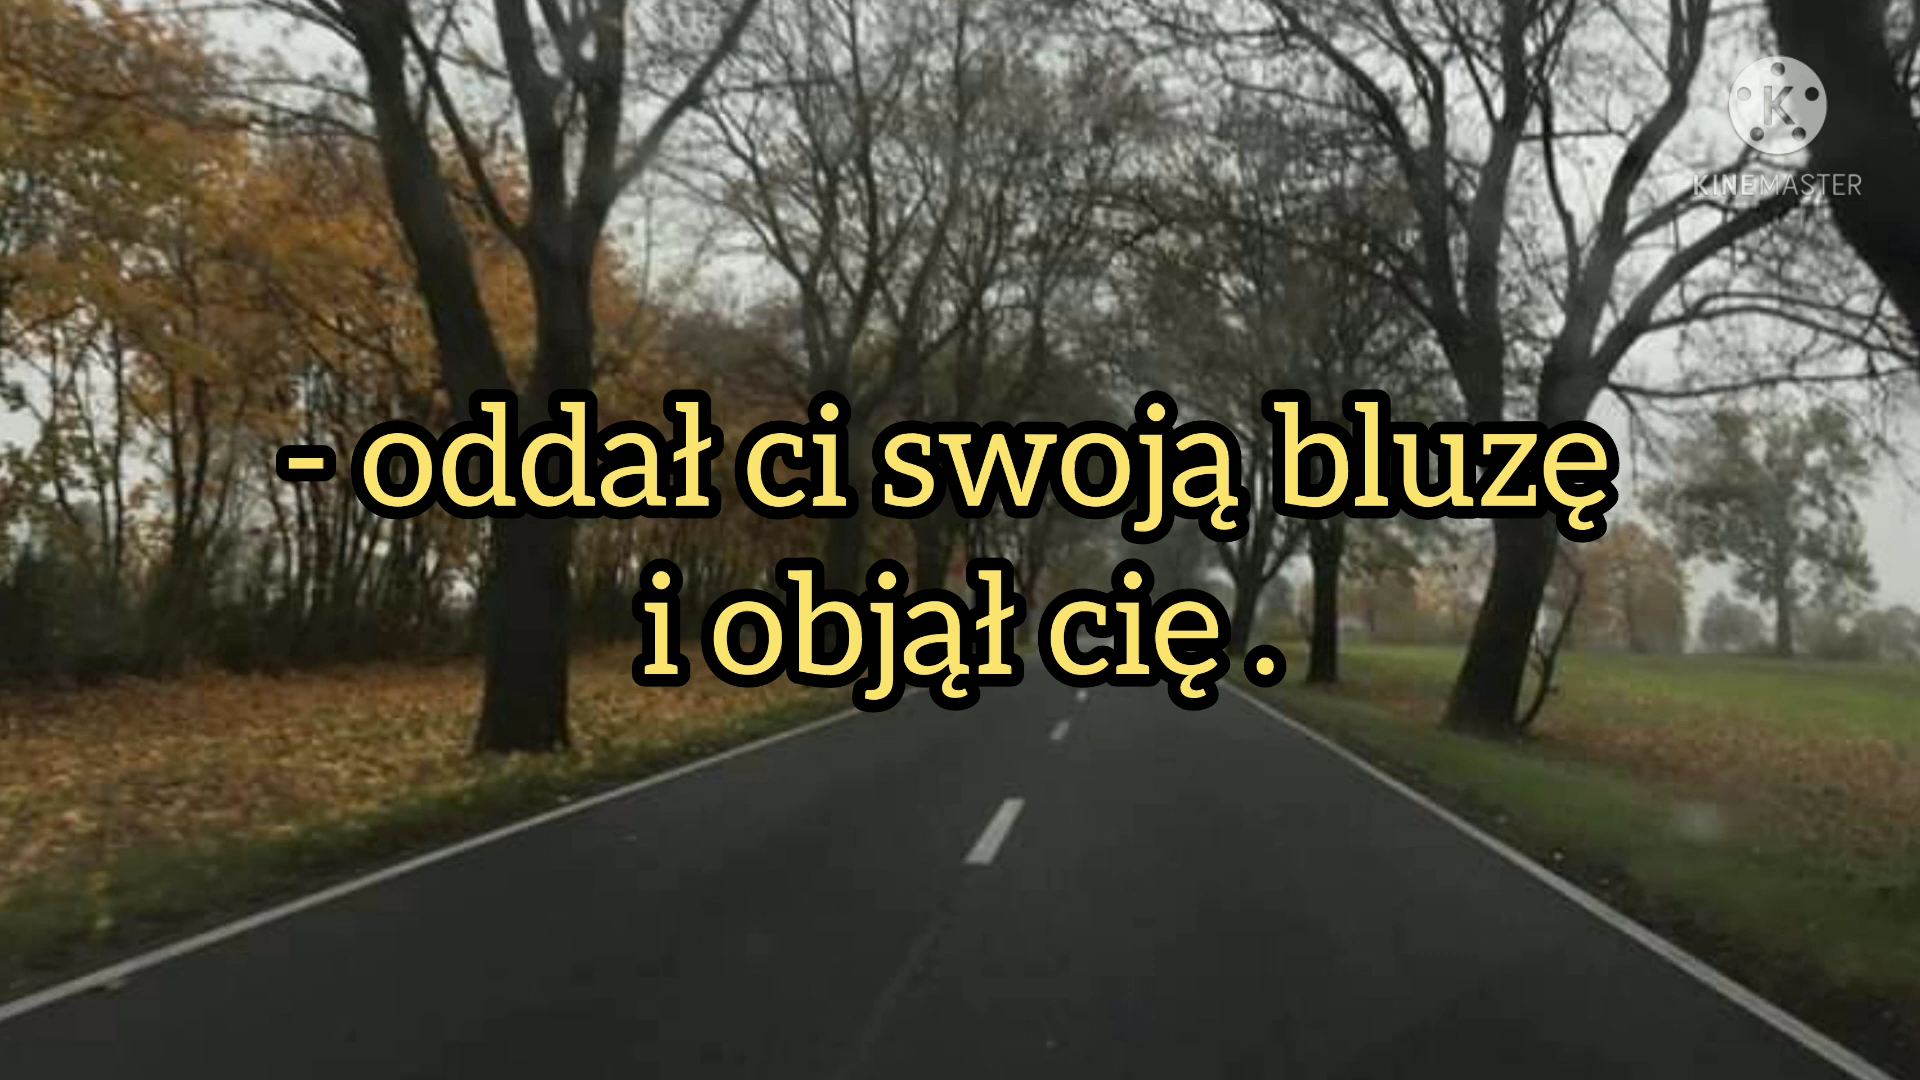 K
KINEMASTER
- oddał ci swoją bluzę
i objął cię .